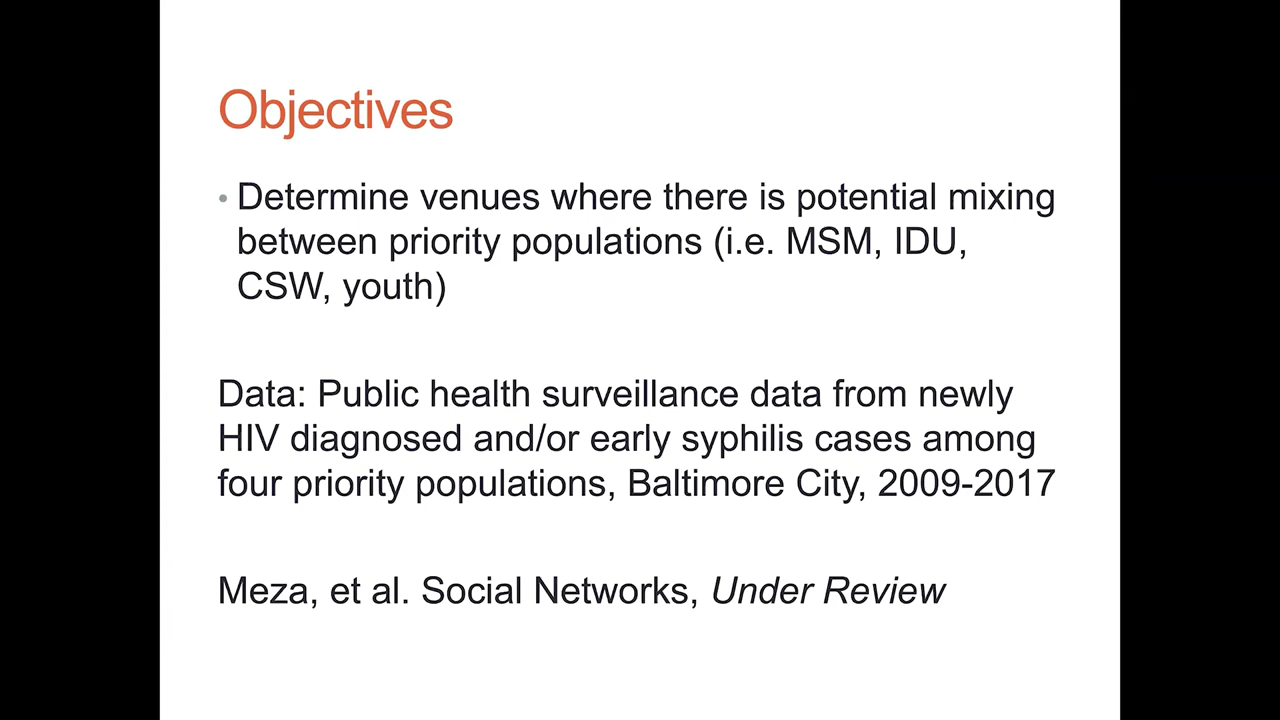 Objectives
• Determine venues where there is potential mixing
between priority populations (i.e. MSM, IDU,
CSW, youth)
Data: Public health surveillance data from newly
HIV diagnosed and/or early syphilis cases among
four priority populations, Baltimore City, 2009-2017
Meza, et al. Social Networks, Under Review